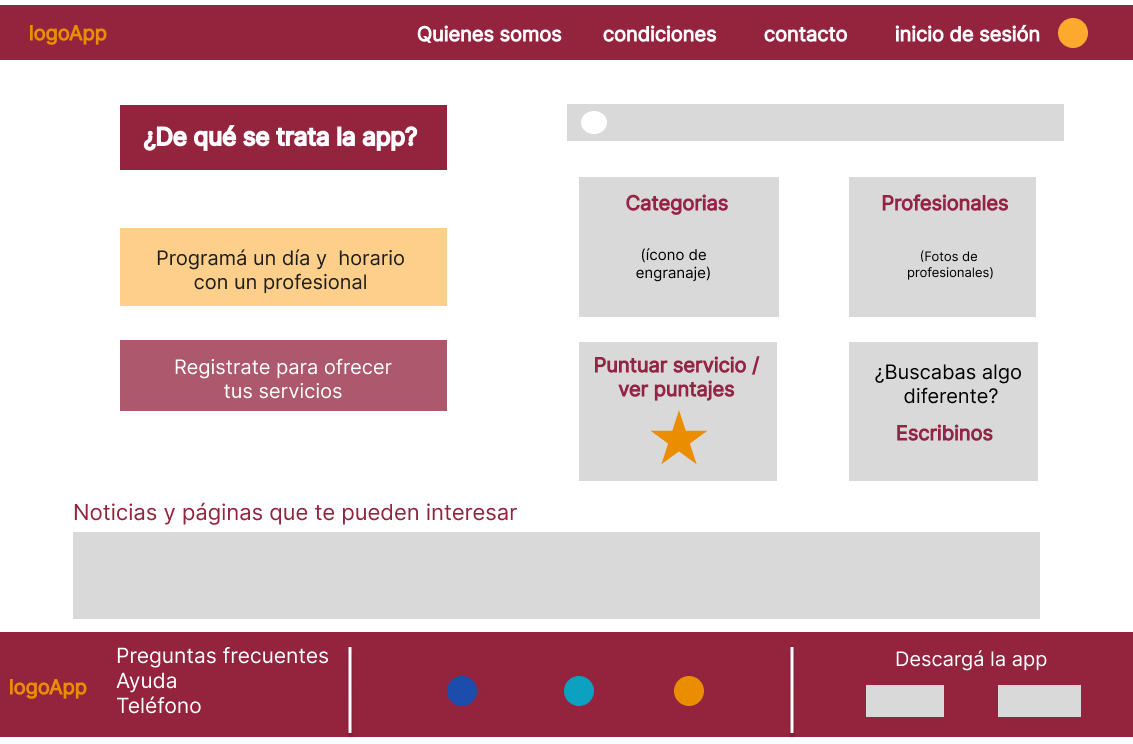 logoApp
Quienes somos
condiciones
contacto
inicio de sesión
¿De qué se trata la app?
Programá un día y  horario
con un profesional
Registrate para ofrecer
tus servicios
Categorias
(ícono de
engranaje)
Profesionales
(Fotos de
profesionales)
Puntuar servicio /
ver puntajes
¿Buscabas algo
diferente?
Escribinos
Noticias y páginas que te pueden interesar
logoApp
Preguntas frecuentes
Ayuda
Teléfono
Descargá la app